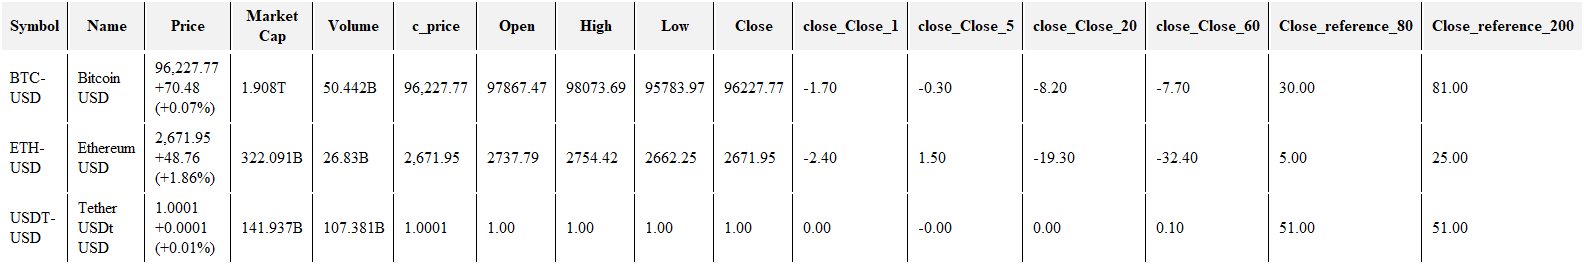 Symbol Name Price Market Cap Volume c_price Open High Low Close close_Close_1 close_Close_5 close_Close_20 close_Close_60 Close_reference_80 Close_reference_200
BTC-USD Bitcoin USD 96,227.77 +70.48 (+0.07%) 1.908T 50.442B 96,227.77 97867.47 98073.69 95783.97 96227.77 -1.70 -0.30 -8.20 -7.70 30.00 81.00
ETH-USD Ethereum USD 2,671.95 +48.76 (+1.86%) 322.091B 26.83B 2,671.95 2737.79 2754.42 2662.25 2671.95 -2.40 1.50 -19.30 -32.40 5.00 25.00
USDT-USD Tether USDt USD 1.0001 +0.0001 (+0.01%) 141.937B 107.381B 1.0001 1.00 1.00 1.00 1.00 0.00 -0.00 0.00 0.10 51.00 51.00